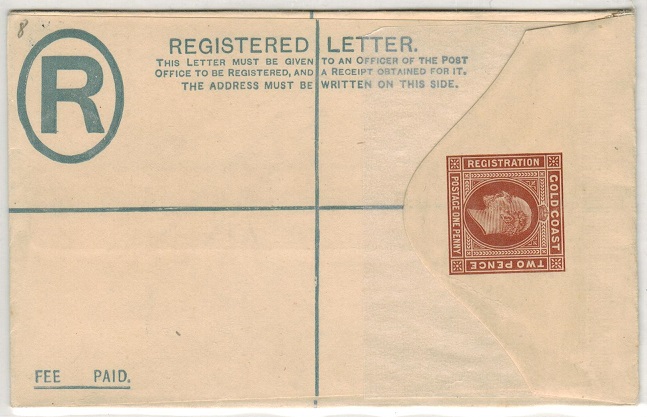 8
R
REGISTERED LETTER.
THIS LETTER MUST BE GIVEN TO AN OFFICER OF THE POST
OFFICE TO BE REGISTERED, AND A RECEIPT OBTAINED FOR IT.
THE ADDRESS MUST BE WRITTEN ON THIS SIDE.
REGISTRATION
GOLD COAST
POSTAGE ONE PENNY
TWO PENCE
FEE PAID.